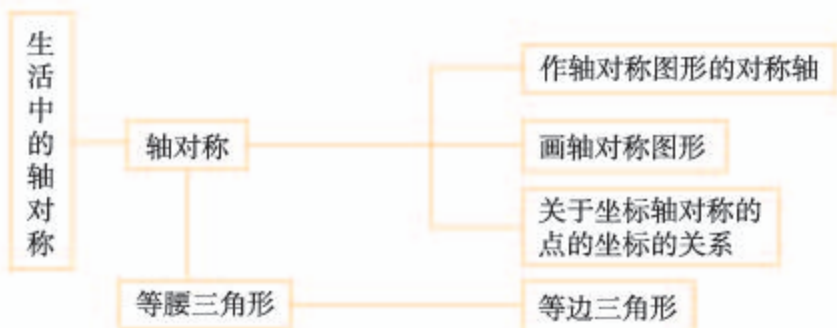 生活中的轴对称
轴对称
作轴对称图形的对称轴
画轴对称图形
关于坐标轴对称的
点的坐标的关系
等腰三角形
等边三角形